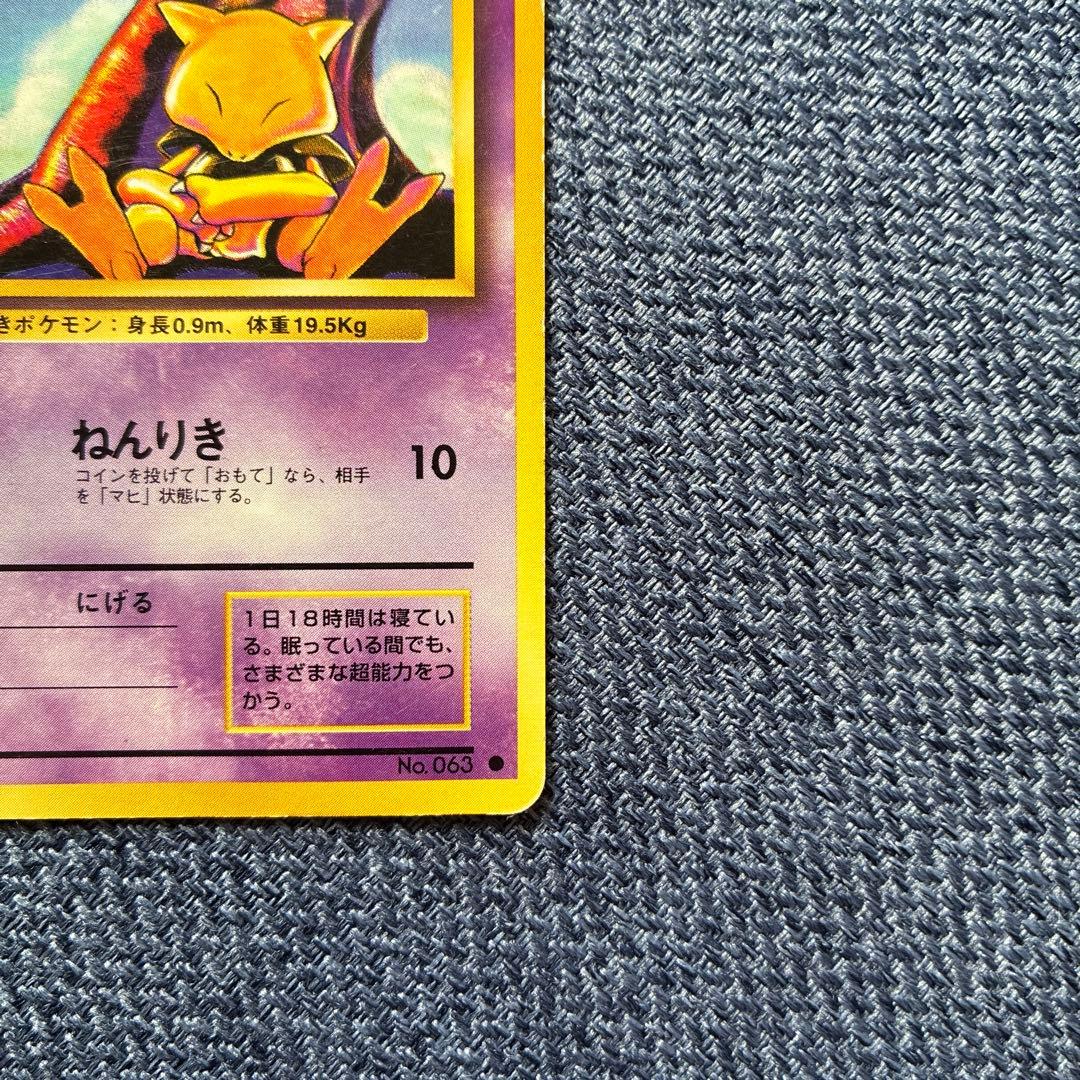 きポケモン：身長0.9m、体重19.5Kg
ねんりき
10
コインを投げて「おもて」なら、相手
を「マヒ」状態にする。
にげる
1日18時間は寝てい
る。眠っている間でも、
さまざまな超能力をつ
かう。
No. 063 ●